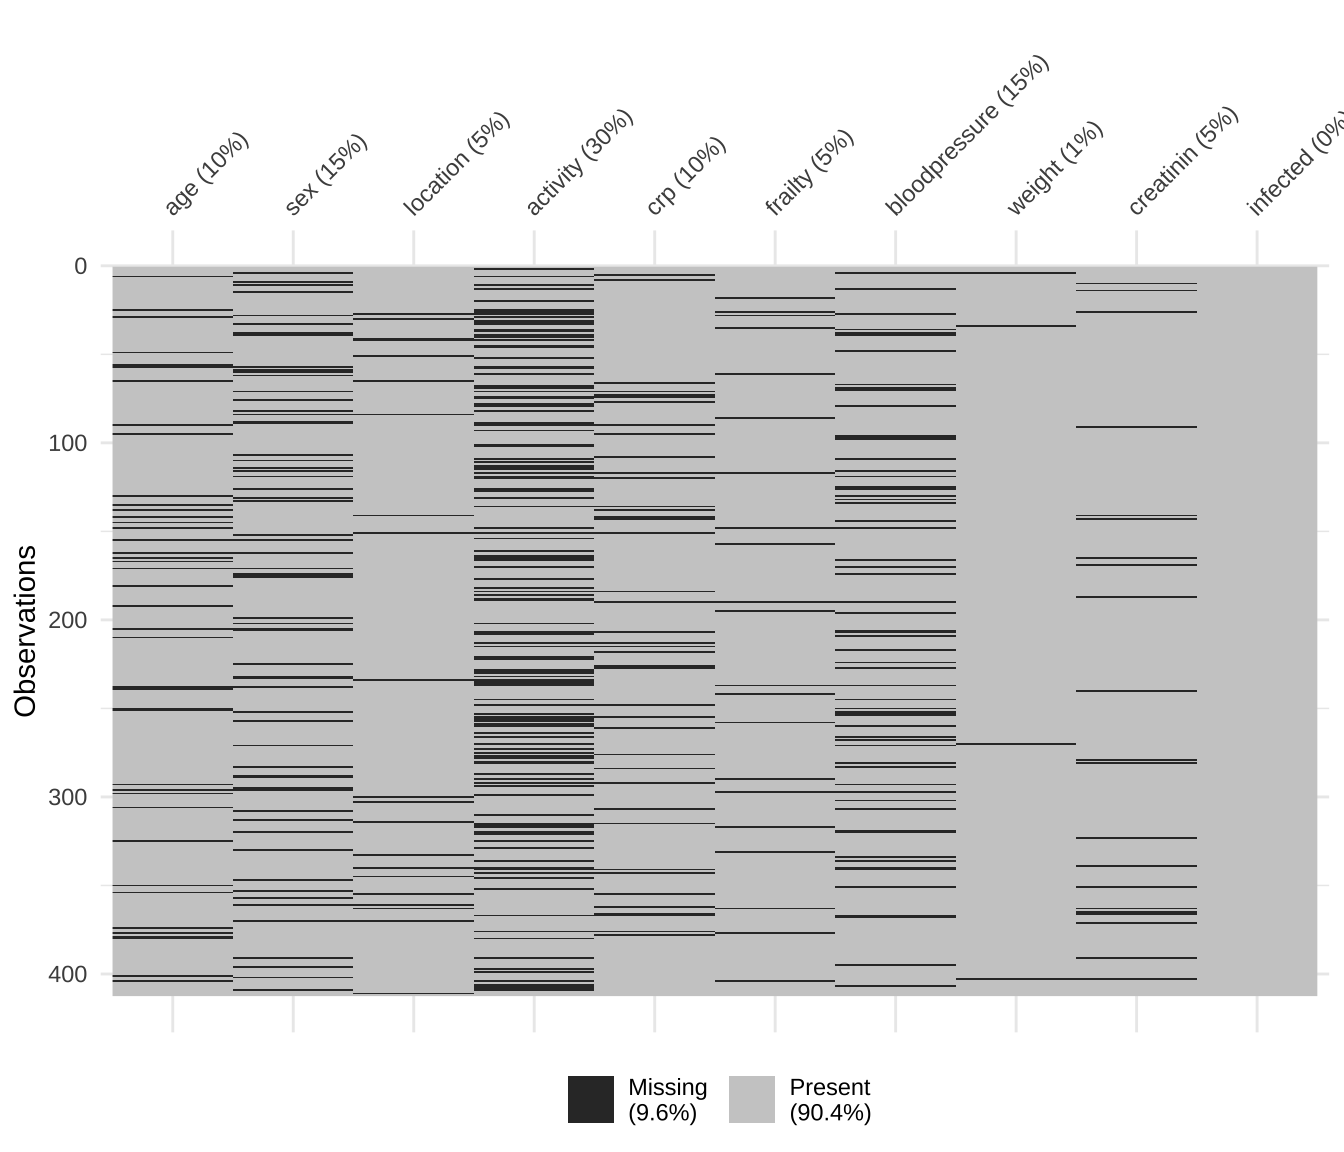 age (10%)
sex (15%)
location (5%)
activity (30%)
crp (10%)
frailty (5%)
bloodpressure (15%)
weight (1%)
creatinin (5%)
infected (0%
0
100
200
300
400
Observations
Missing
(9.6%)
Present
(90.4%)